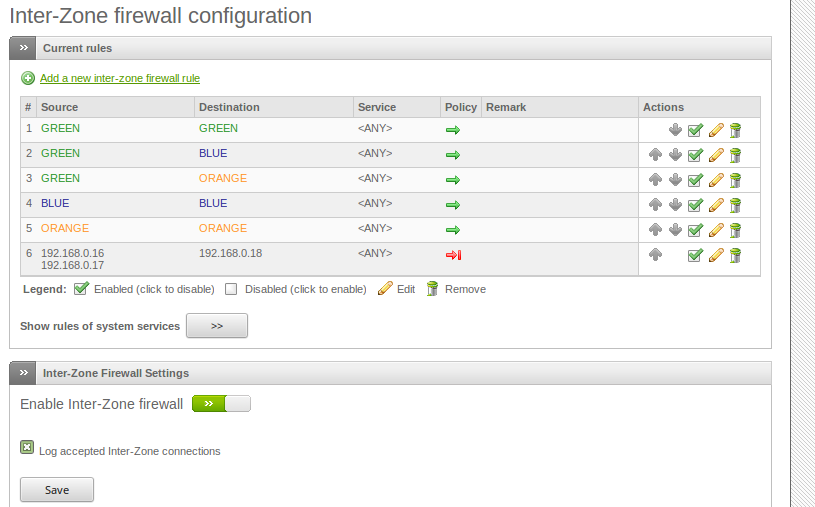 Inter-Zone firewall configuration
Current rules
Add a new inter-zone firewall rule
# Source Destination Service Policy Remark Actions
1 GREEN GREEN <ANY>
2 GREEN BLUE <ANY>
3 GREEN ORANGE <ANY>
4 BLUE BLUE <ANY>
5 ORANGE ORANGE <ANY>
6 192.168.0.16 192.168.0.18 <ANY>
192.168.0.17
Legend: Enabled (click to disable) Disabled (click to enable) Edit Remove
Show rules of system services >>
Inter-Zone Firewall Settings
Enable Inter-Zone firewall
Log accepted Inter-Zone connections
Save